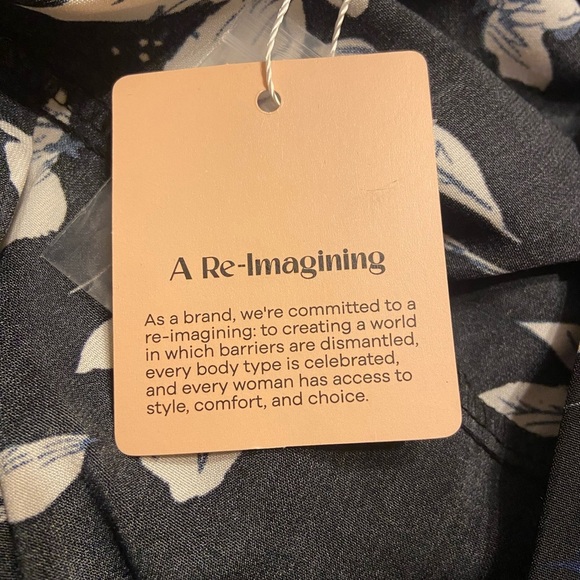 A Re-Imagining
As a brand, we're committed to a
re-imagining: to creating a world
in which barriers are dismantled,
every body type is celebrated,
and every woman has access to
style, comfort, and choice.